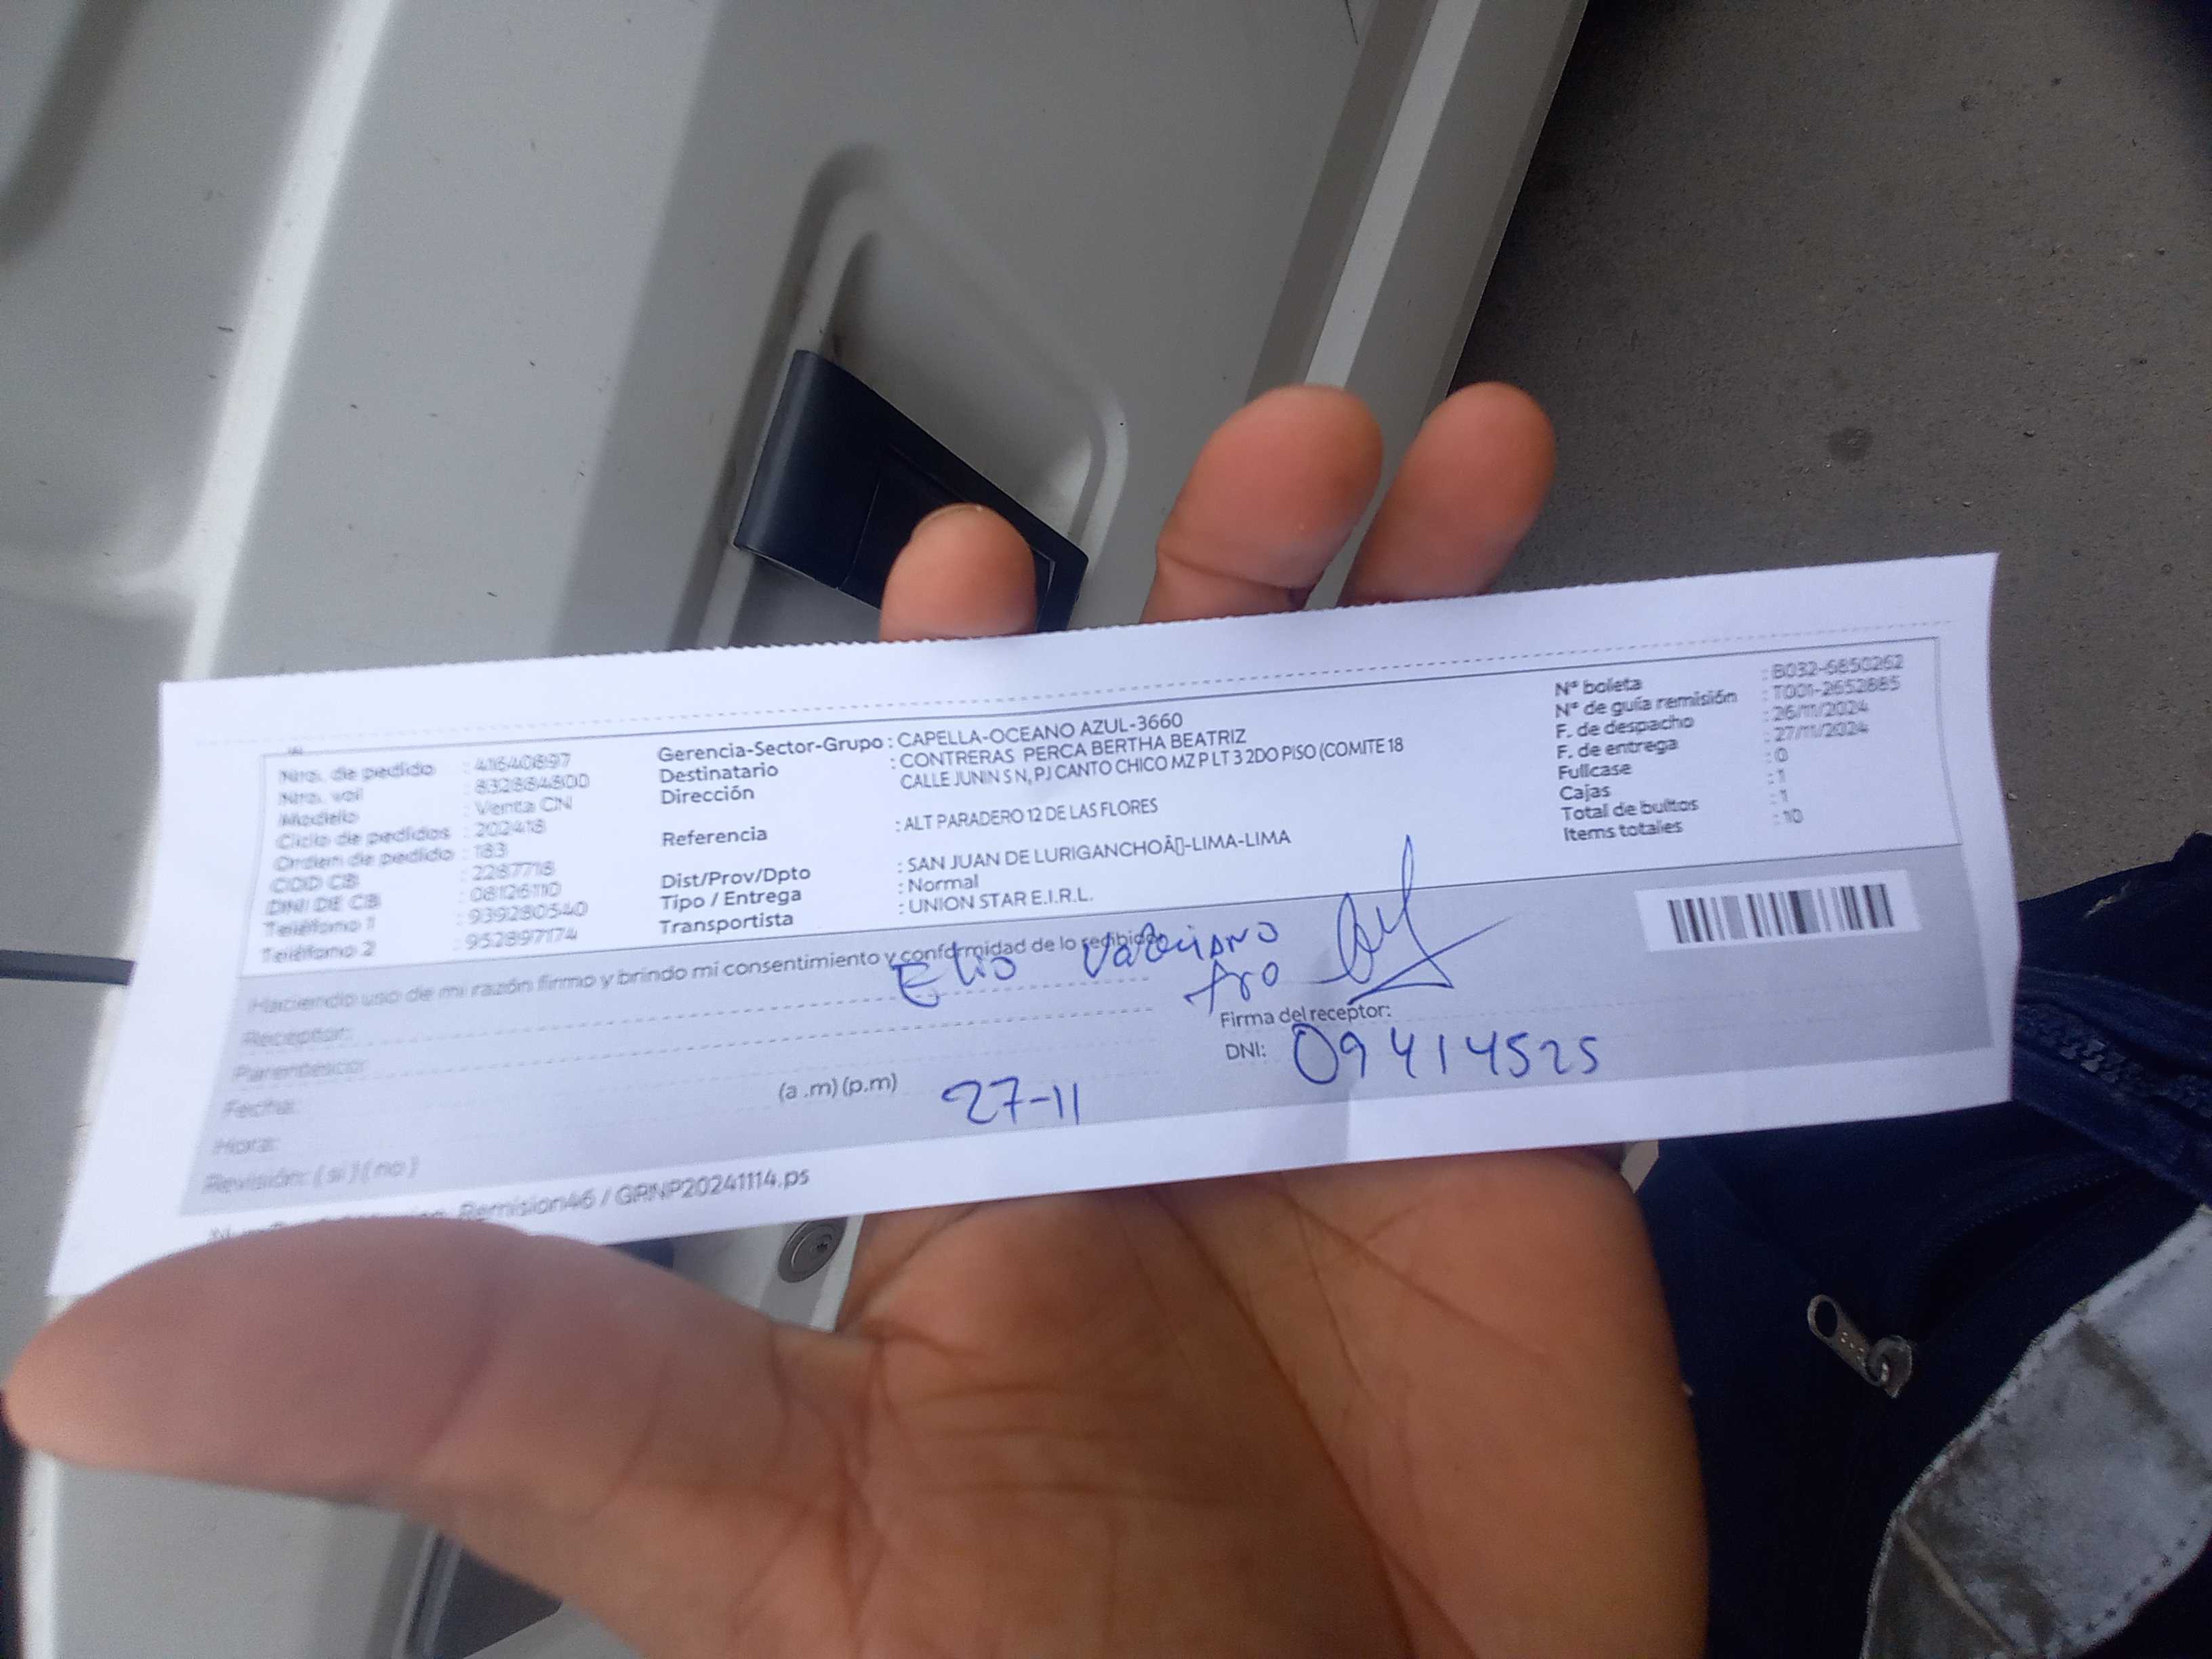 Nro. de pedido : 41640897
Nro. vol : 832884800
Modelo : Venta CN
Ciclo de pedidos : 202418
Orden de pedido : 183
COD CB : 2287718
DNI DE CB : 08126110
Teléfono 1 : 939280540
Teléfono 2 : 952897174
Gerencia-Sector-Grupo : CAPELLA-OCEANO AZUL-3660
Destinatario : CONTRERAS PERCA BERTHA BEATRIZ
Dirección CALLE JUNIN S N, PJ CANTO CHICO MZ P LT 3 2DO PISO (COMITE 18
Referencia : ALT PARADERO 12 DE LAS FLORES
Dist/Prov/Dpto : SAN JUAN DE LURIGANCHOÂ▯-LIMA-LIMA
Tipo / Entrega : Normal
Transportista : UNION STAR E.I.R.L.
Nº boleta : B032-6850262
Nº de guía remisión : T001-2652885
F. de despacho : 26/11/2024
F. de entrega : 27/11/2024
Fullcase : 0
Cajas : 1
Total de bultos : 1
Items totales : 10
Haciendo uso de mi razón firmo y brindo mi consentimiento y conformidad de lo recibido
Receptor: Elio
Parentesco:
Fecha:
Hora: (a .m) (p.m) 27-11
Revisión: ( si ) ( no )
Firma del receptor:
DNI: 09414525
Remision46 / GRNP20241114.ps